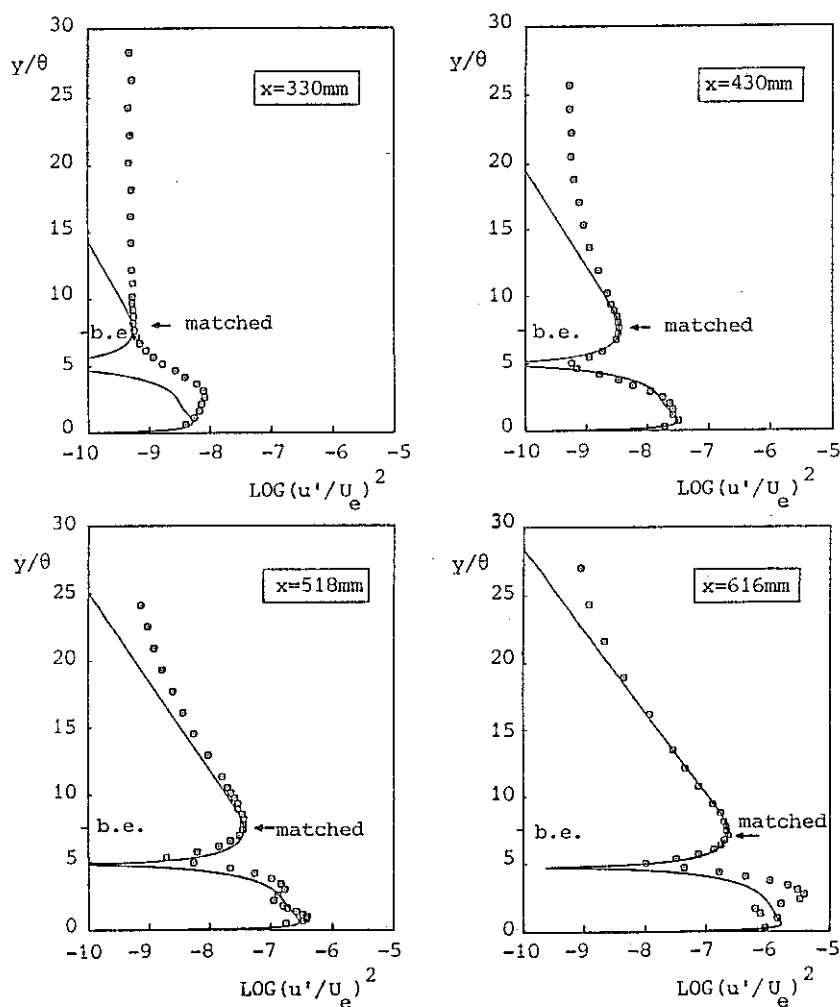 30
y/θ
25
20
15
10
5
0
x=330mm
matched
b.e.
-10 -9 -8 -7 -6 -5
LOG(u'/U_e)^2
30
y/θ
25
20
15
10
5
0
x=430mm
matched
b.e.
-10 -9 -8 -7 -6 -5
LOG(u'/U_e)^2
30
y/θ
25
20
15
10
5
0
x=518mm
matched
b.e.
-10 -9 -8 -7 -6 -5
LOG(u'/U_e)^2
30
y/θ
25
20
15
10
5
0
x=616mm
matched
b.e.
-10 -9 -8 -7 -6 -5
LOG(u'/U_e)^2